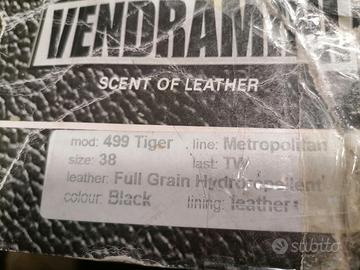 VENDRAMI
SCENT OF LEATHER
mod: 499 Tiger line: Metropolitan
size: 38 last: TW
leather: Full Grain Hydrorepellent
colour: Black lining: leather
subito